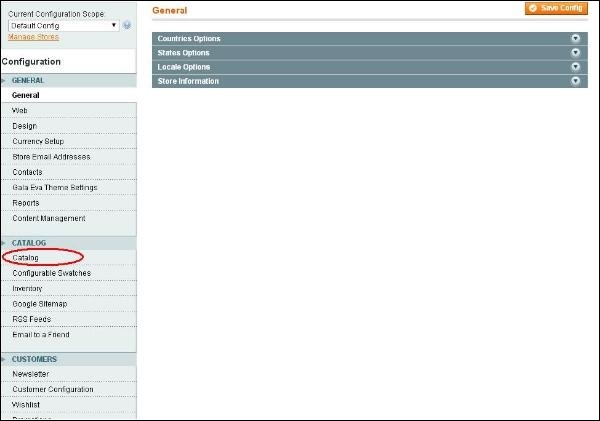 Current Configuration Scope:
Default Config
Manage Stores
Configuration
GENERAL
General
Web
Design
Currency Setup
Store Email Addresses
Contacts
Gala Eva Theme Settings
Reports
Content Management
CATALOG
Catalog
Configurable Swatches
Inventory
Google Sitemap
RSS Feeds
Email to a Friend
CUSTOMERS
Newsletter
Customer Configuration
Wishlist
General
Save Config
Countries Options
States Options
Locale Options
Store Information